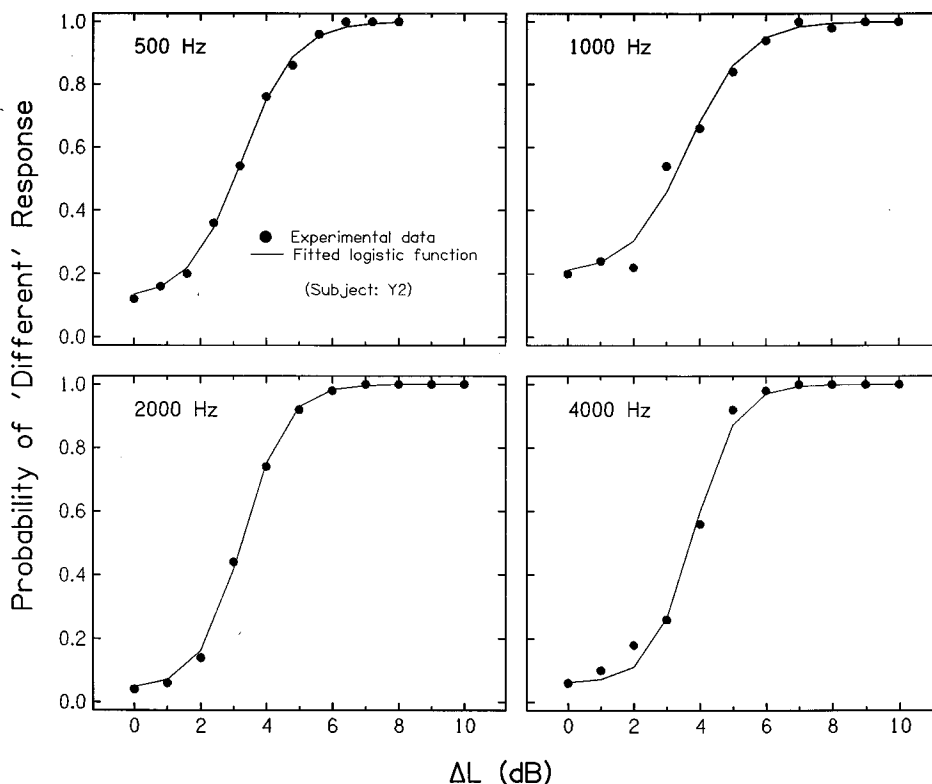 Probability of 'Different' Response
500 Hz
1.0
0.8
0.6
0.4
0.2
0.0
Experimental data
Fitted logistic function
(Subject: Y2)
1000 Hz
2000 Hz
1.0
0.8
0.6
0.4
0.2
0.0
0 2 4 6 8 10
4000 Hz
0 2 4 6 8 10
ΔL (dB)